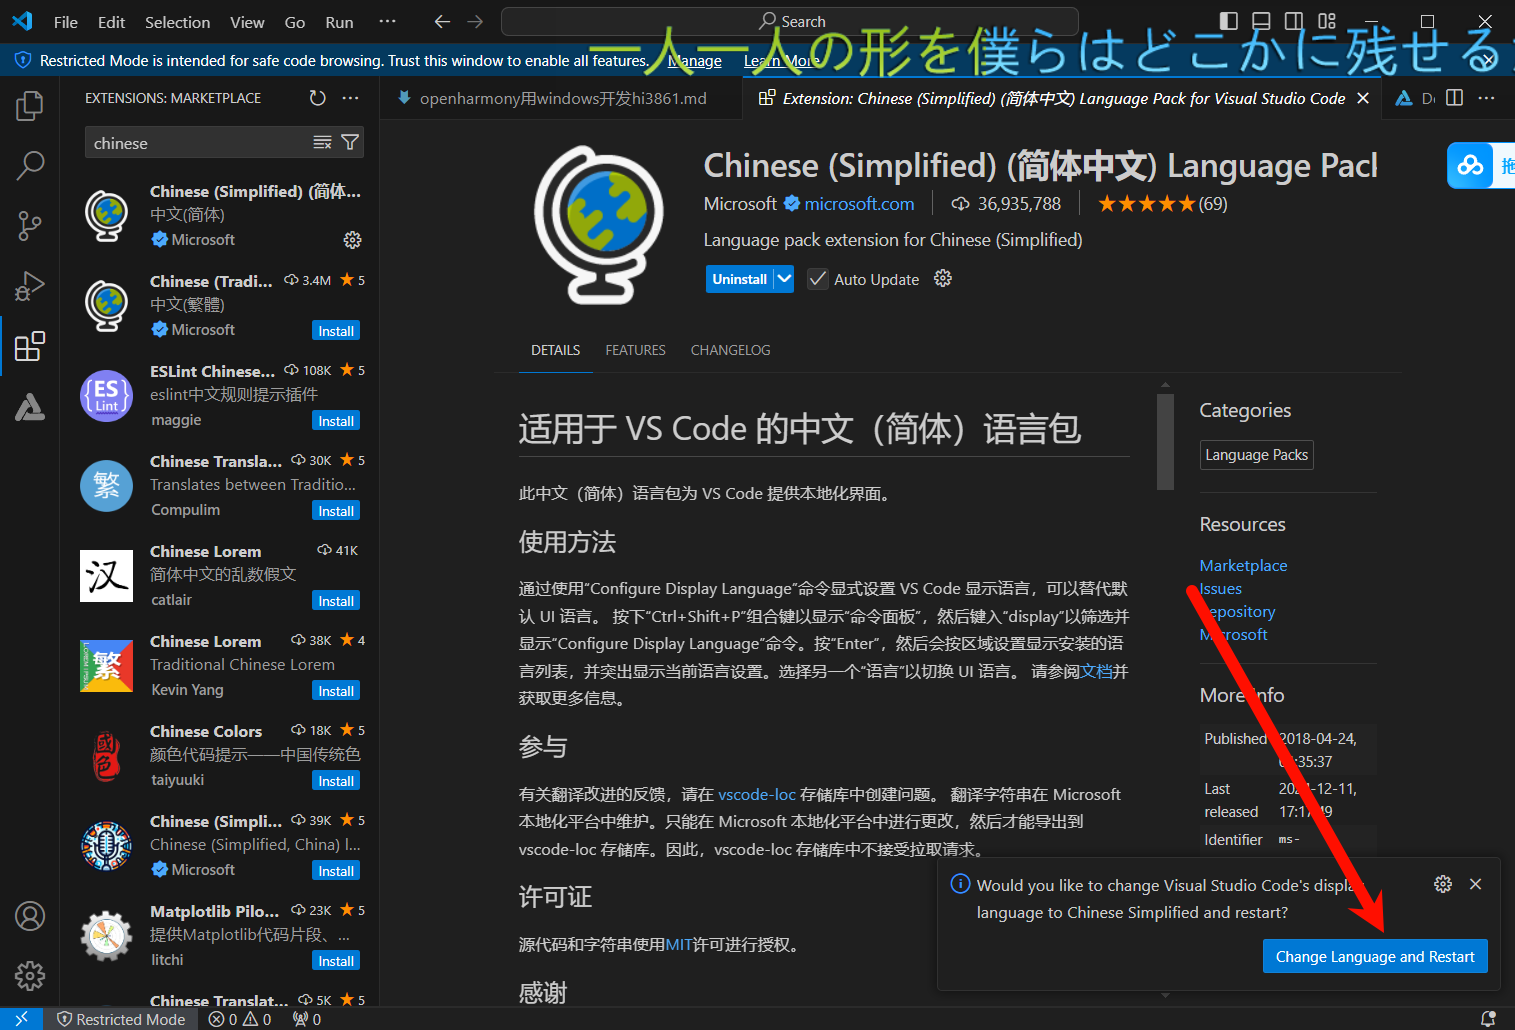 File Edit Selection View Go Run ··· Search
一人一人の形を僕らはどこかに残せる
Restricted Mode is intended for safe code browsing. Trust this window to enable all features. Manage Learn More
EXTENSIONS: MARKETPLACE
openharmony用windows开发hi3861.md
Extension: Chinese (Simplified) (简体中文) Language Pack for Visual Studio Code
chinese
Chinese (Simplified) (简体...
中文(简体)
Microsoft
Chinese (Tradi... 3.4M 5
中文(繁體)
Microsoft Install
ES
Lint
ESLint Chinese... 108K 5
eslint中文规则提示插件
maggie Install
繁
Chinese Transla... 30K 5
Translates between Traditio...
Compulim Install
汉
Chinese Lorem 41K
简体中文的乱数假文
catlair Install
繁
Chinese Lorem 38K 4
Traditional Chinese Lorem
Kevin Yang Install
國色
Chinese Colors 18K 5
颜色代码提示——中国传统色
taiyuuki Install
Chinese (Simpli... 39K 5
Chinese (Simplified, China) l...
Microsoft Install
Matplotlib Pilo... 23K 5
提供Matplotlib代码片段、...
litchi Install
Chinese Translat... 5K 5
Chinese (Simplified) (简体中文) Language Pack
Microsoft microsoft.com 36,935,788 (69)
Language pack extension for Chinese (Simplified)
Uninstall Auto Update
拖
DETAILS FEATURES CHANGELOG
适用于 VS Code 的中文（简体）语言包
此中文（简体）语言包为 VS Code 提供本地化界面。
使用方法
通过使用“Configure Display Language”命令显式设置 VS Code 显示语言，可以替代默
认 UI 语言。 按下“Ctrl+Shift+P”组合键以显示“命令面板”，然后键入“display”以筛选并
显示“Configure Display Language”命令。按“Enter”，然后会按区域设置显示安装的语
言列表，并突出显示当前语言设置。选择另一个“语言”以切换 UI 语言。 请参阅文档并
获取更多信息。
参与
有关翻译改进的反馈，请在 vscode-loc 存储库中创建问题。 翻译字符串在 Microsoft
本地化平台中维护。只能在 Microsoft 本地化平台中进行更改，然后才能导出到
vscode-loc 存储库。因此，vscode-loc 存储库中不接受拉取请求。
许可证
源代码和字符串使用MIT许可进行授权。
感谢
Categories
Language Packs
Resources
Marketplace
Issues
Repository
Microsoft
More Info
Published 2018-04-24,
:35:37
Last 2024-12-11,
released 17:17:49
Identifier ms-
Would you like to change Visual Studio Code's display
language to Chinese Simplified and restart?
Change Language and Restart
Restricted Mode 0 0 0